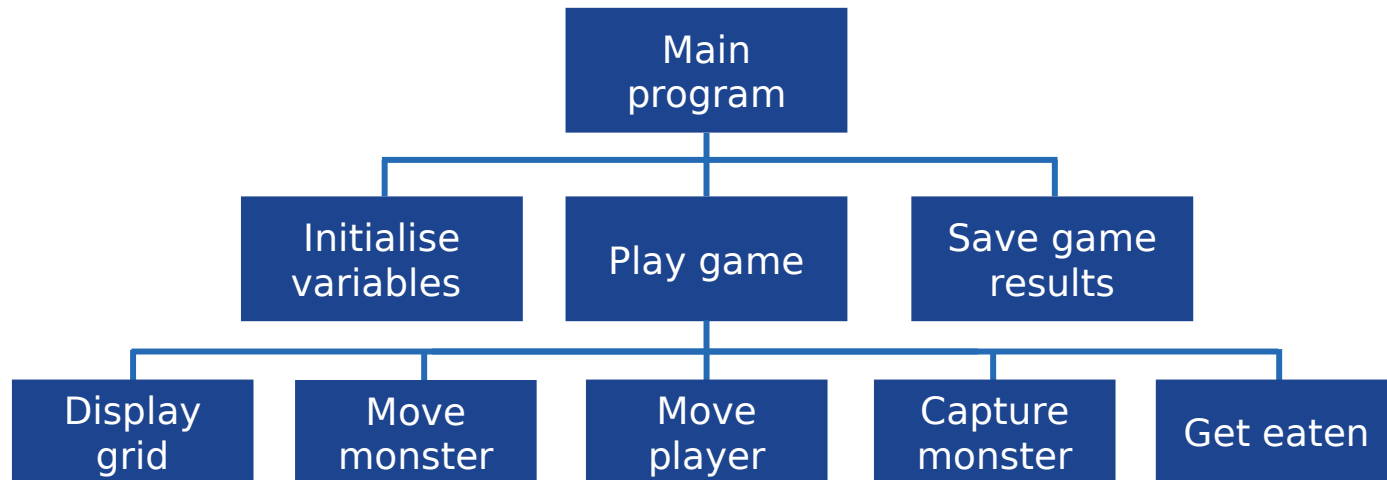 Main
program
Initialise
variables
Play game
Save game
results
Display
grid
Move
monster
Move
player
Capture
monster
Get eaten